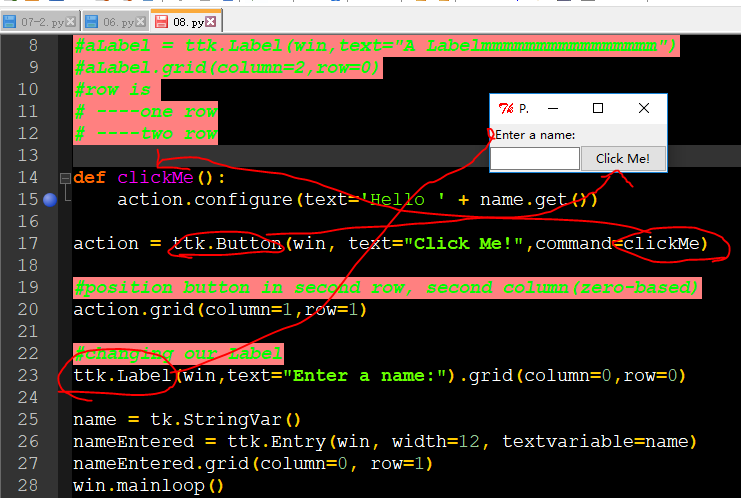 07-2. py
06. py
08. py
8 #aLabel = ttk.Label(win,text="A Labelmmmmmmmmmmmmmmmmmm")
9 #aLabel.grid(column=2,row=0)
10 #row is
11 # ----one row
12 # ----two row
13
14 def clickMe():
15 action.configure(text='Hello ' + name.get())
16
17 action = ttk.Button(win, text="Click Me!",command=clickMe)
18
19 #position button in second row, second column(zero-based)
20 action.grid(column=1,row=1)
21
22 #changing our Label
23 ttk.Label(win,text="Enter a name:").grid(column=0,row=0)
24
25 name = tk.StringVar()
26 nameEntered = ttk.Entry(win, width=12, textvariable=name)
27 nameEntered.grid(column=0, row=1)
28 win.mainloop()
P.
Enter a name:
Click Me!